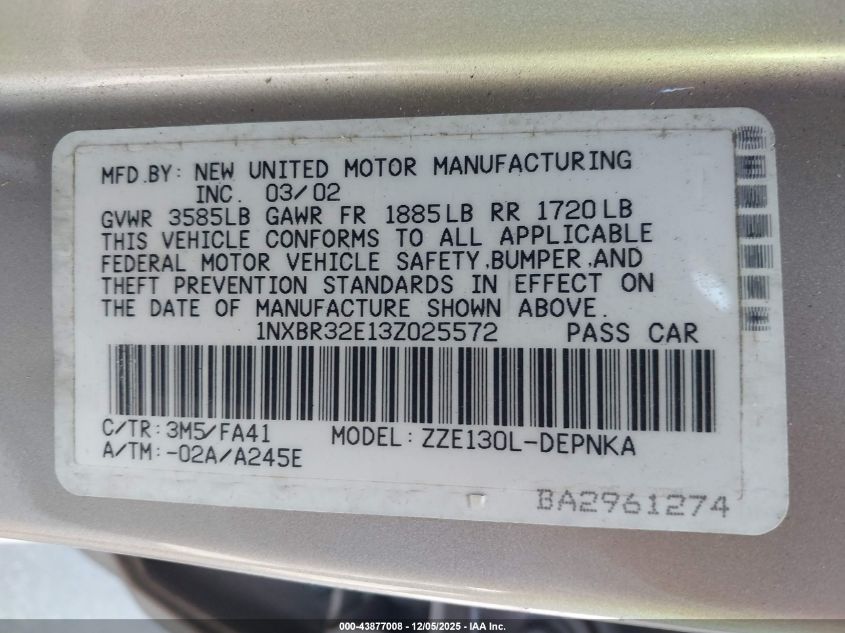 MFD.BY: NEW UNITED MOTOR MANUFACTURING
INC. 03/02
GVWR 3585LB GAWR FR 1885LB RR 1720LB
THIS VEHICLE CONFORMS TO ALL APPLICABLE
FEDERAL MOTOR VEHICLE SAFETY,BUMPER,AND
THEFT PREVENTION STANDARDS IN EFFECT ON
THE DATE OF MANUFACTURE SHOWN ABOVE.
1NXBR32E13Z025572 PASS CAR
C/TR: 3M5/FA41 MODEL: ZZE130L-DEPNKA
A/TM: -02A/A245E
BA2961274
000-43877008 - 12/05/2025 - IAA Inc.